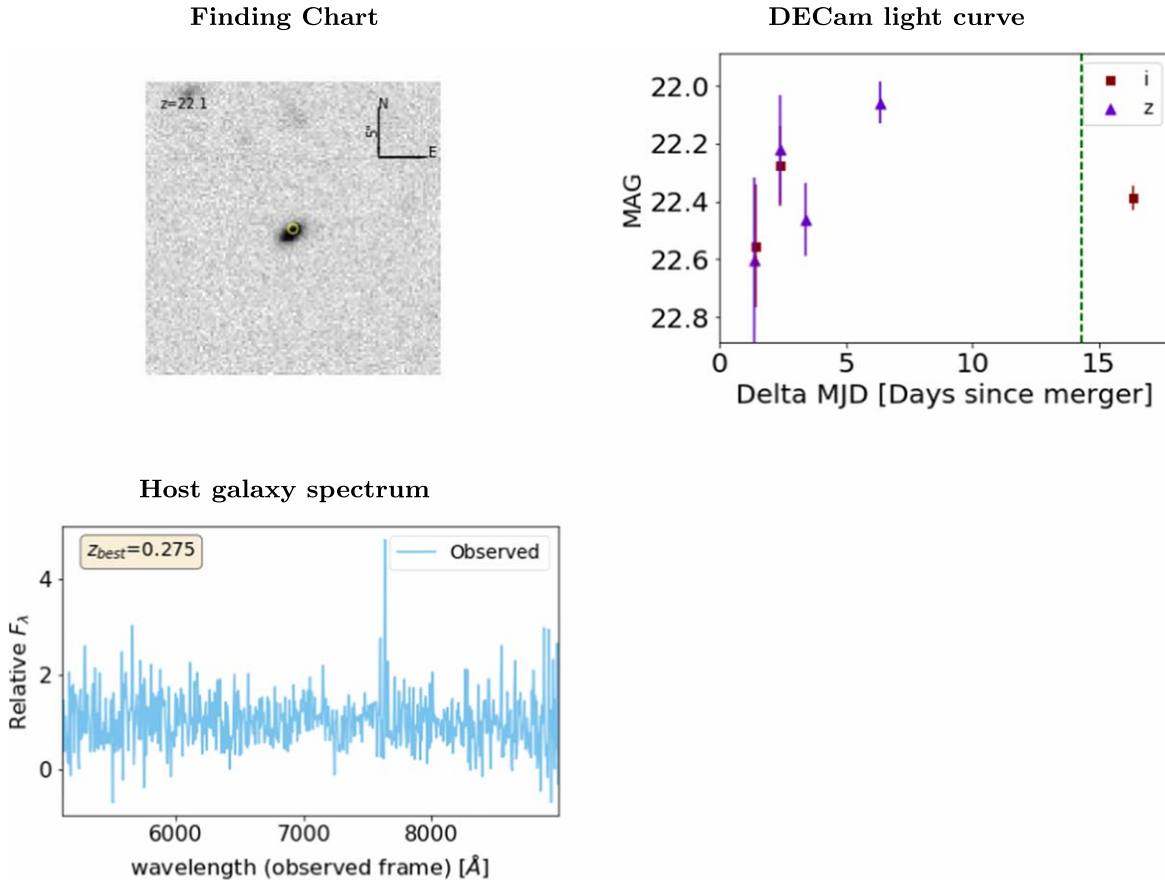 Finding Chart
z=22.1
N
5"
E
DECam light curve
22.0
22.2
22.4
22.6
22.8
MAG
i
z
0
5
10
15
Delta MJD [Days since merger]
Host galaxy spectrum
z_best=0.275
Observed
4
2
0
Relative F_λ
6000
7000
8000
wavelength (observed frame) [Å]